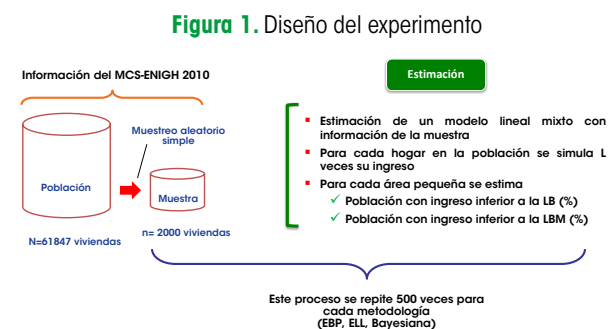 Figura 1. Diseño del experimento
Información del MCS-ENIGH 2010
Estimación
Muestreo aleatorio
simple
Población
Muestra
N=61847 viviendas
n= 2000 viviendas
Estimación de un modelo lineal mixto con
información de la muestra
Para cada hogar en la población se simula L
veces su ingreso
Para cada área pequeña se estima
✓ Población con ingreso inferior a la LB (%)
✓ Población con ingreso inferior a la LBM (%)
Este proceso se repite 500 veces para
cada metodología
(EBP, ELL, Bayesiana)